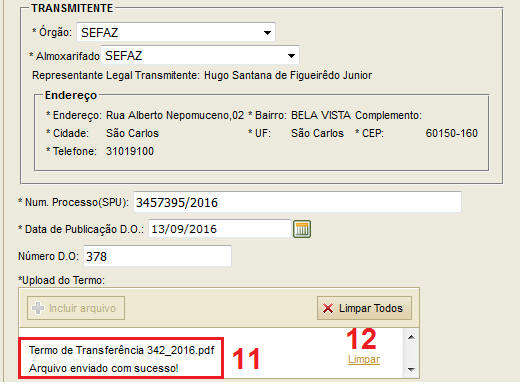 TRANSMITENTE
* Órgão: SEFAZ
* Almoxarifado SEFAZ
Representante Legal Transmitente: Hugo Santana de Figueirêdo Junior
Endereço
* Endereço: Rua Alberto Nepomuceno,02 * Bairro: BELA VISTA Complemento:
* Cidade: São Carlos * UF: São Carlos * CEP: 60150-160
* Telefone: 31019100
* Num. Processo(SPU): 3457395/2016
* Data de Publicação D.O.: 13/09/2016
Número D.O: 378
*Upload do Termo:
Incluir arquivo Limpar Todos
Termo de Transferência 342_2016.pdf
Arquivo enviado com sucesso!
11
12
Limpar